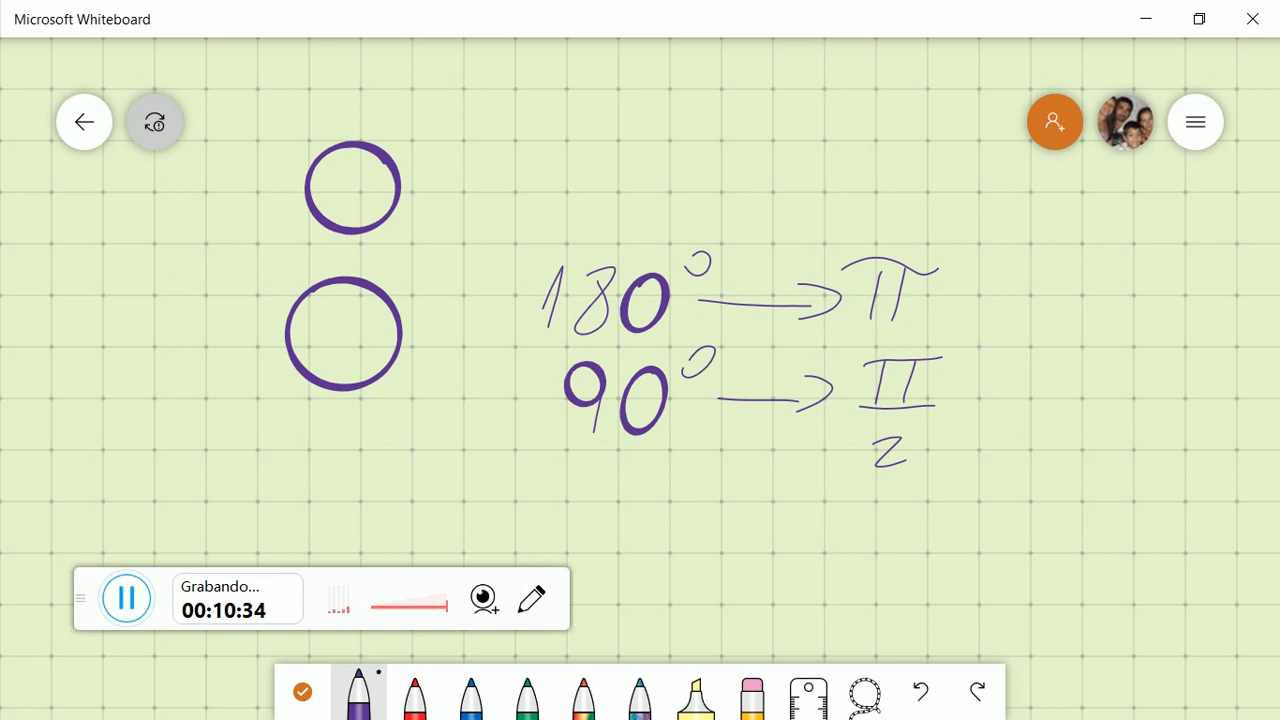 Microsoft Whiteboard
180° → π
90° → π/2
Grabando...
00:10:34